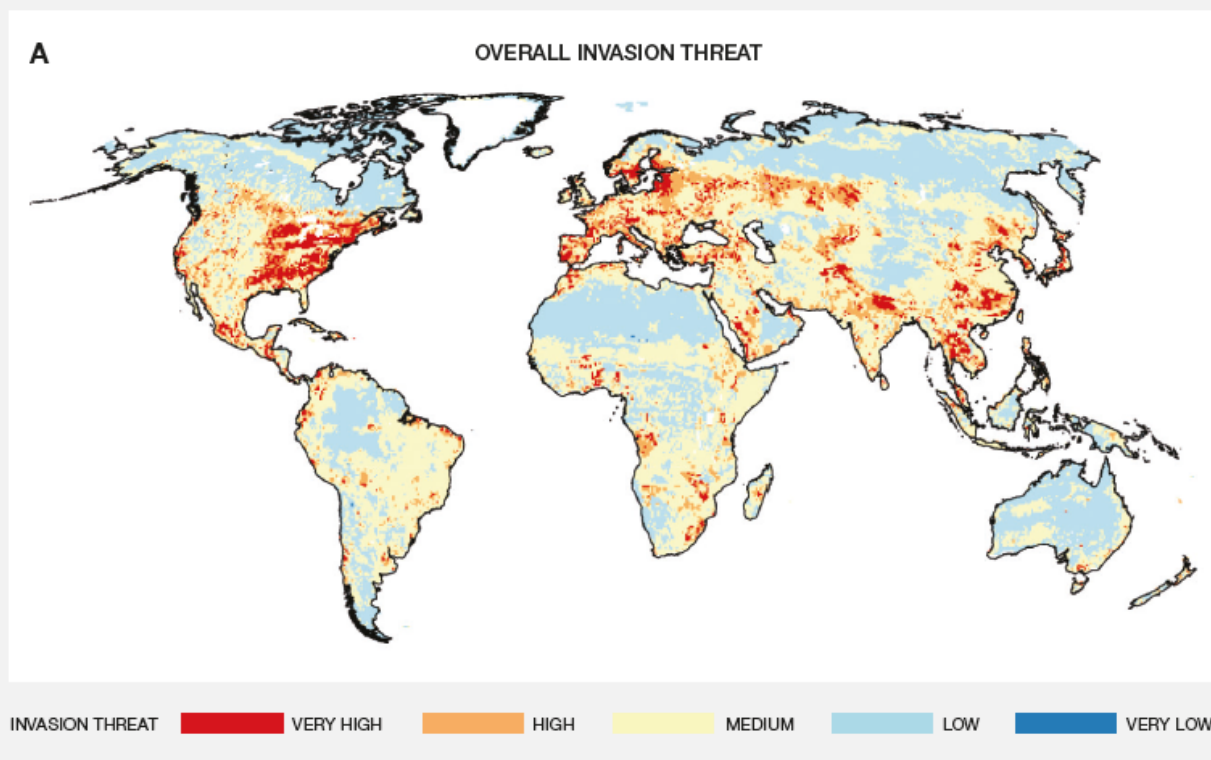 A
OVERALL INVASION THREAT
INVASION THREAT VERY HIGH HIGH MEDIUM LOW VERY LOW